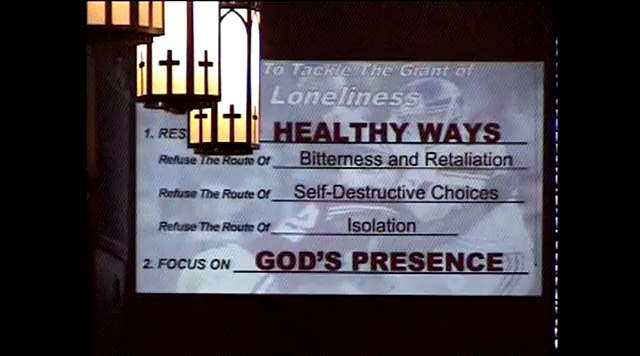 To Tackle The Giant of
Loneliness
1. RES HEALTHY WAYS
Refuse The Route Of Bitterness and Retaliation
Refuse The Route Of Self-Destructive Choices
Refuse The Route Of Isolation
2. FOCUS ON GOD'S PRESENCE